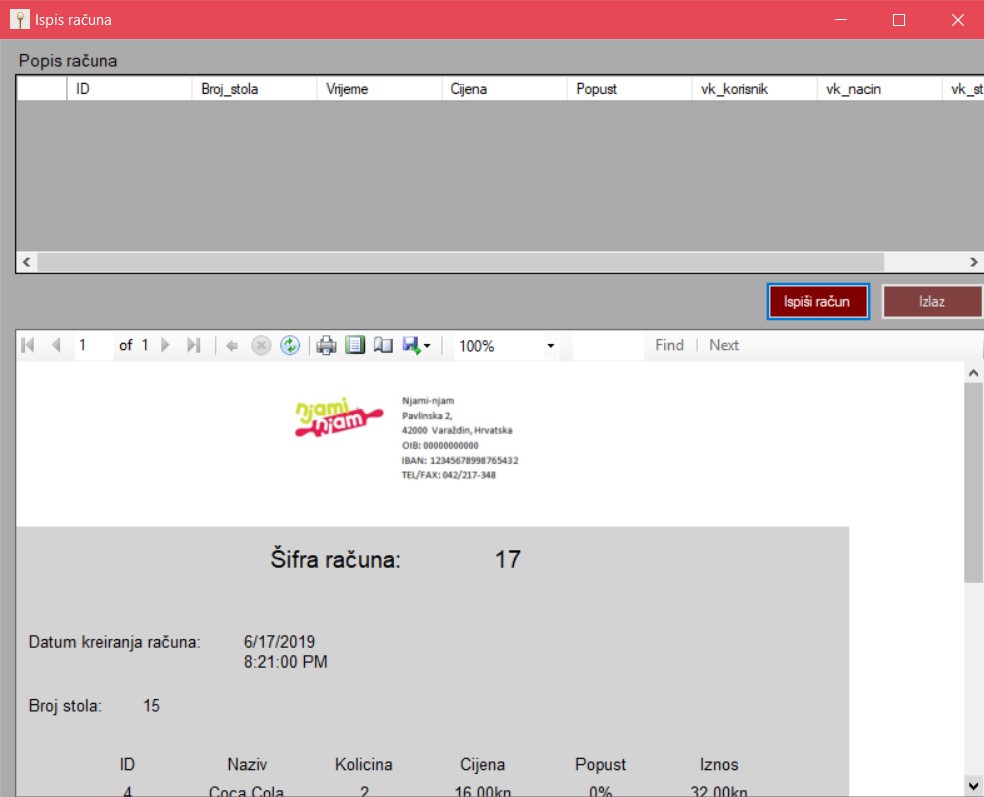 Ispis računa
Popis računa
ID Broj_stola Vrijeme Cijena Popust vk_korisnik vk_nacin vk_st
Ispiši račun Izlaz
1 of 1 100% Find | Next
njami
njam
Njami-njam
Pavlinska 2,
42000 Varaždin, Hrvatska
OIB: 00000000000
IBAN: 12345678998765432
TEL/FAX: 042/217-348
Šifra računa: 17
Datum kreiranja računa: 6/17/2019
8:21:00 PM
Broj stola: 15
ID Naziv Kolicina Cijena Popust Iznos
4 Coca Cola 2 16.00kn 0% 32.00kn